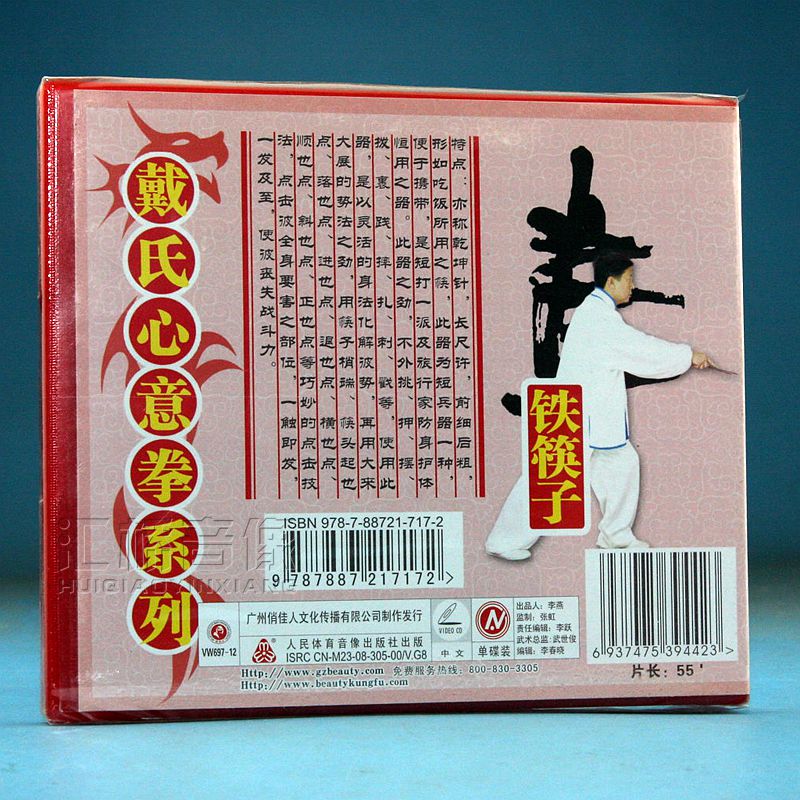 戴氏心意拳系列
特点：亦称乾坤针，长尺许，前细后粗，
形如吃饭所用之筷，此器为短兵器一种，
便于携带，是短打一派及旅行家防身护体
恒用之器。此器之劲，不外挑、押、摆、
拨、裹、践、摔、扎、刺、戳等，使用此
器，是以灵活的身法化解彼势，再用大来
大展的势法之劲，用筷子梢端、筷头起也
点、落也点、进也点、退也点、横也点、
顺也点、斜也点、正也点等巧妙的点击技
法，点击彼全身要害之部位，一触即发，
一发及至，使彼丧失战斗力。
铁筷子
ISBN 978-7-88721-717-2
9 787887 217172 >
汇俏音像
HUIQIAOYINXIANG
VW697-12
广州俏佳人文化传播有限公司制作发行
人民体育音像出版社出版
ISRC CN-M23-08-305-00/V.G8
VIDEO CD
中文
单碟装
出品人：李燕
监制：张虹
责任编辑：李跃
武术总监：武世俊
编辑：李春晓
6 937475 394423 >
片长：55'
Http://www.gzbeauty.com 免费服务热线：800-830-3305
Http://www.beautykungfu.com